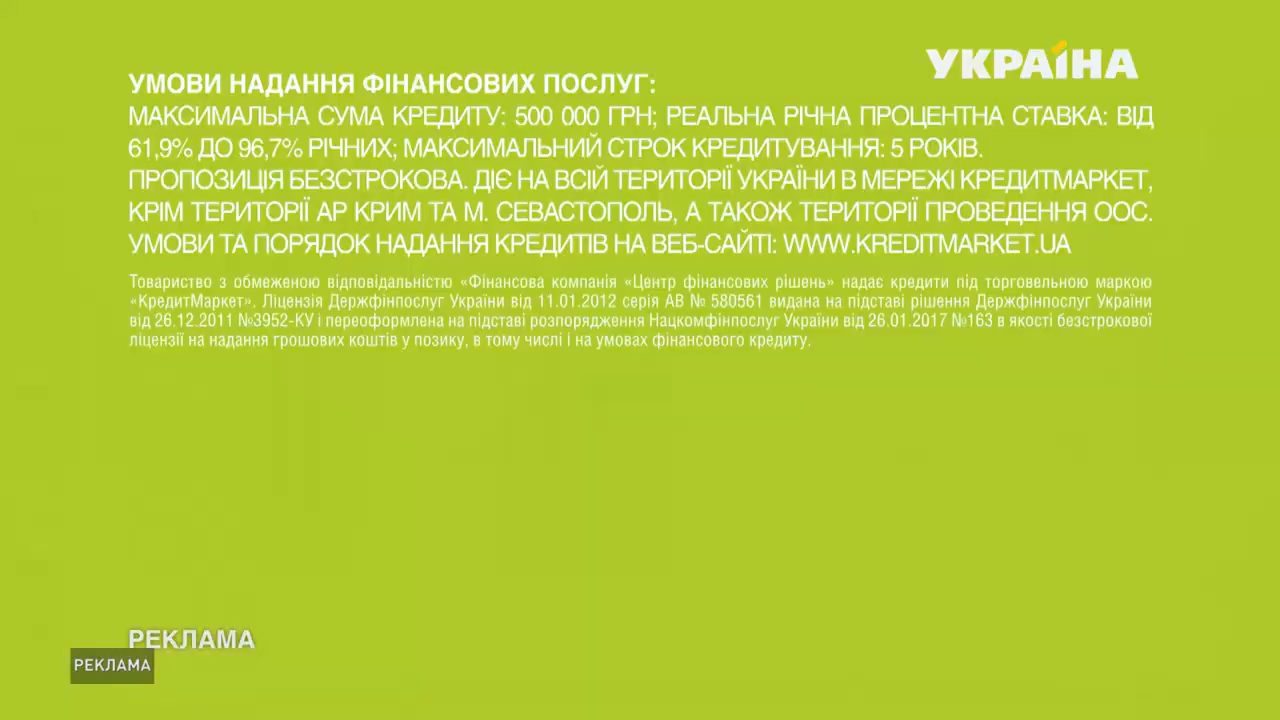 УКРАЇНА
УМОВИ НАДАННЯ ФІНАНСОВИХ ПОСЛУГ:
МАКСИМАЛЬНА СУМА КРЕДИТУ: 500 000 ГРН; РЕАЛЬНА РІЧНА ПРОЦЕНТНА СТАВКА: ВІД
61,9% ДО 96,7% РІЧНИХ; МАКСИМАЛЬНИЙ СТРОК КРЕДИТУВАННЯ: 5 РОКІВ.
ПРОПОЗИЦІЯ БЕЗСТРОКОВА. ДІЄ НА ВСІЙ ТЕРИТОРІЇ УКРАЇНИ В МЕРЕЖІ КРЕДИТМАРКЕТ,
КРІМ ТЕРИТОРІЇ АР КРИМ ТА М. СЕВАСТОПОЛЬ, А ТАКОЖ ТЕРИТОРІЇ ПРОВЕДЕННЯ ООС.
УМОВИ ТА ПОРЯДОК НАДАННЯ КРЕДИТІВ НА ВЕБ-САЙТІ: WWW.KREDITMARKET.UA
Товариство з обмеженою відповідальністю «Фінансова компанія «Центр фінансових рішень» надає кредити під торговельною маркою
«КредитМаркет». Ліцензія Держфінпослуг України від 11.01.2012 серія АВ № 580561 видана на підставі рішення Держфінпослуг України
від 26.12.2011 №3952-КУ і переоформлена на підставі розпорядження Нацкомфінпослуг України від 26.01.2017 №163 в якості безстрокової
ліцензії на надання грошових коштів у позику, в тому числі і на умовах фінансового кредиту.
РЕКЛАМА
РЕКЛАМА